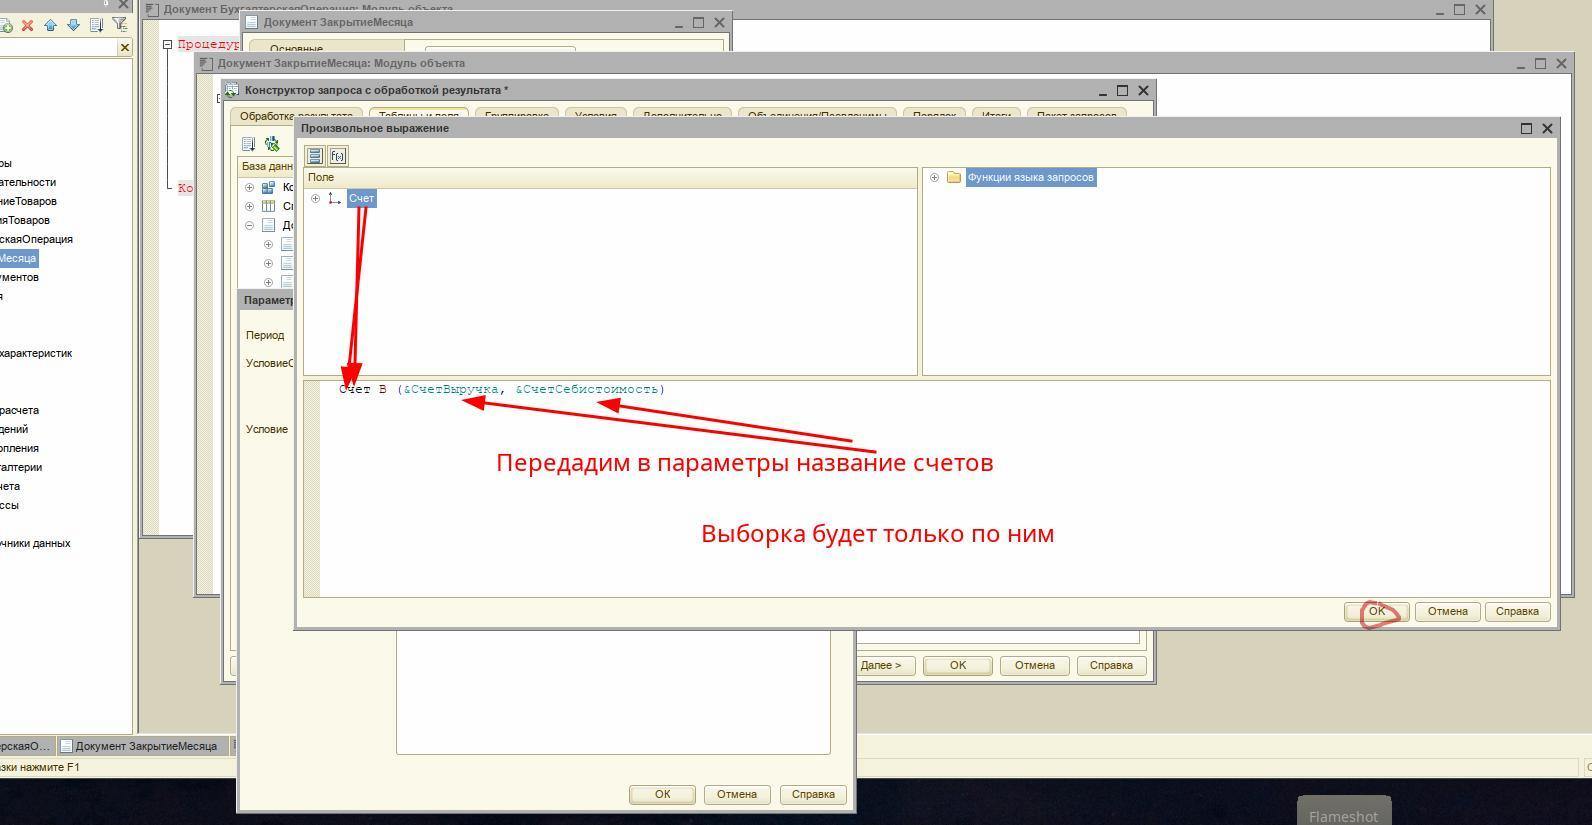 Документ БухгалтерскаяОперация: Модуль объекта
Документ ЗакрытиеМесяца
Процедур
Основные
Документ ЗакрытиеМесяца: Модуль объекта
Конструктор запроса с обработкой результата *
Обработка результата Таблицы и поля Группировка Условия Дополнительно Объединения/Псевдонимы Порядок Итоги Пакет запросов
Произвольное выражение
База данн
Поле
Функции языка запросов
Счет
ры
ательности
ниеТоваров
ияТоваров
скаяОперация
Месяца
ументов
я
характеристик
расчета
дений
опления
галтерии
чета
ссы
чники данных
Ко
Ко
Сп
До
Параметр
Период
УсловиеС
Условие
Счет В (&СчетВыручка, &СчетСебистоимость)
Передадим в параметры название счетов
Выборка будет только по ним
OK Отмена Справка
Далее > OK Отмена Справка
ерскаяО... Документ ЗакрытиеМесяца
зки нажмите F1
OK Отмена Справка
Flameshot